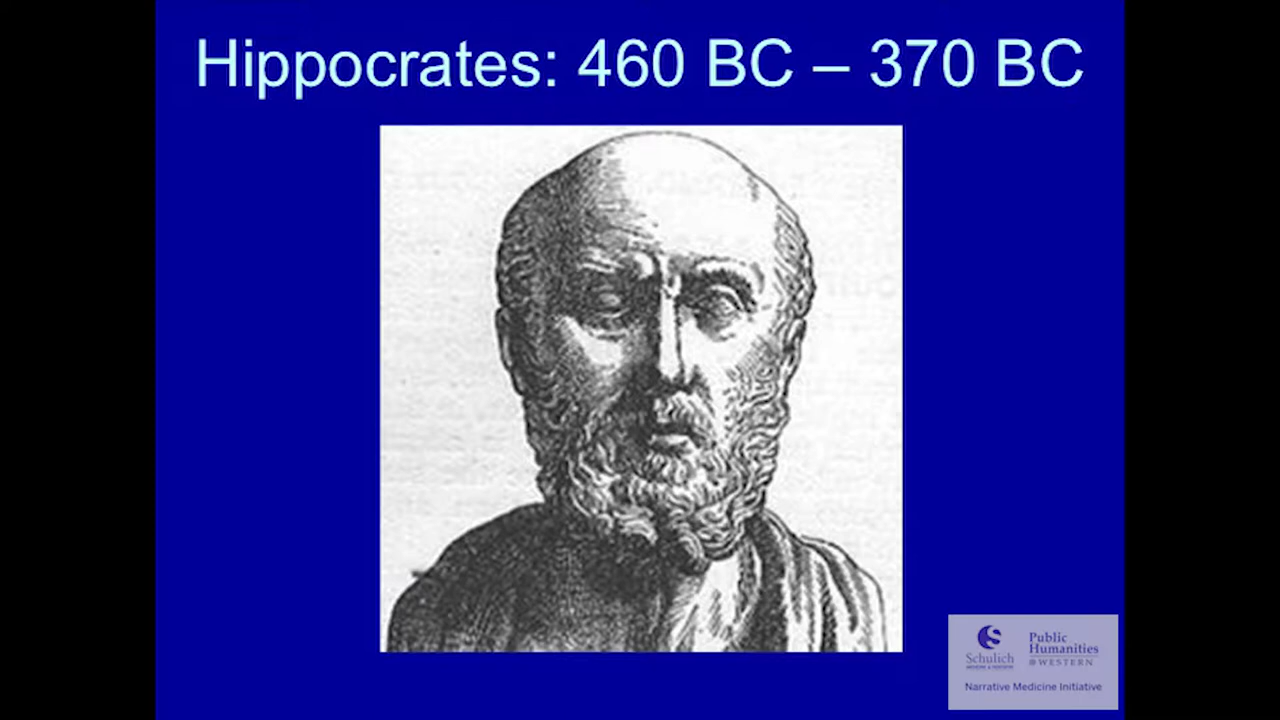 Hippocrates: 460 BC – 370 BC
Schulich
Public
Humanities
@WESTERN
Narrative Medicine Initiative